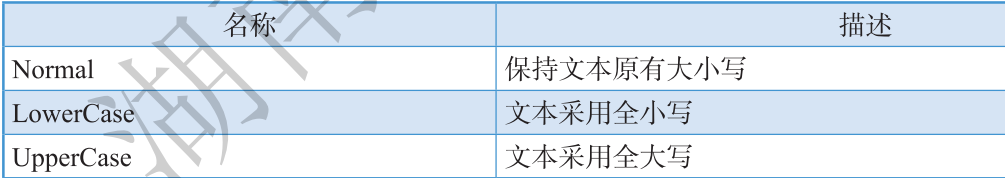 名称 描述
Normal 保持文本原有大小写
LowerCase 文本采用全小写
UpperCase 文本采用全大写